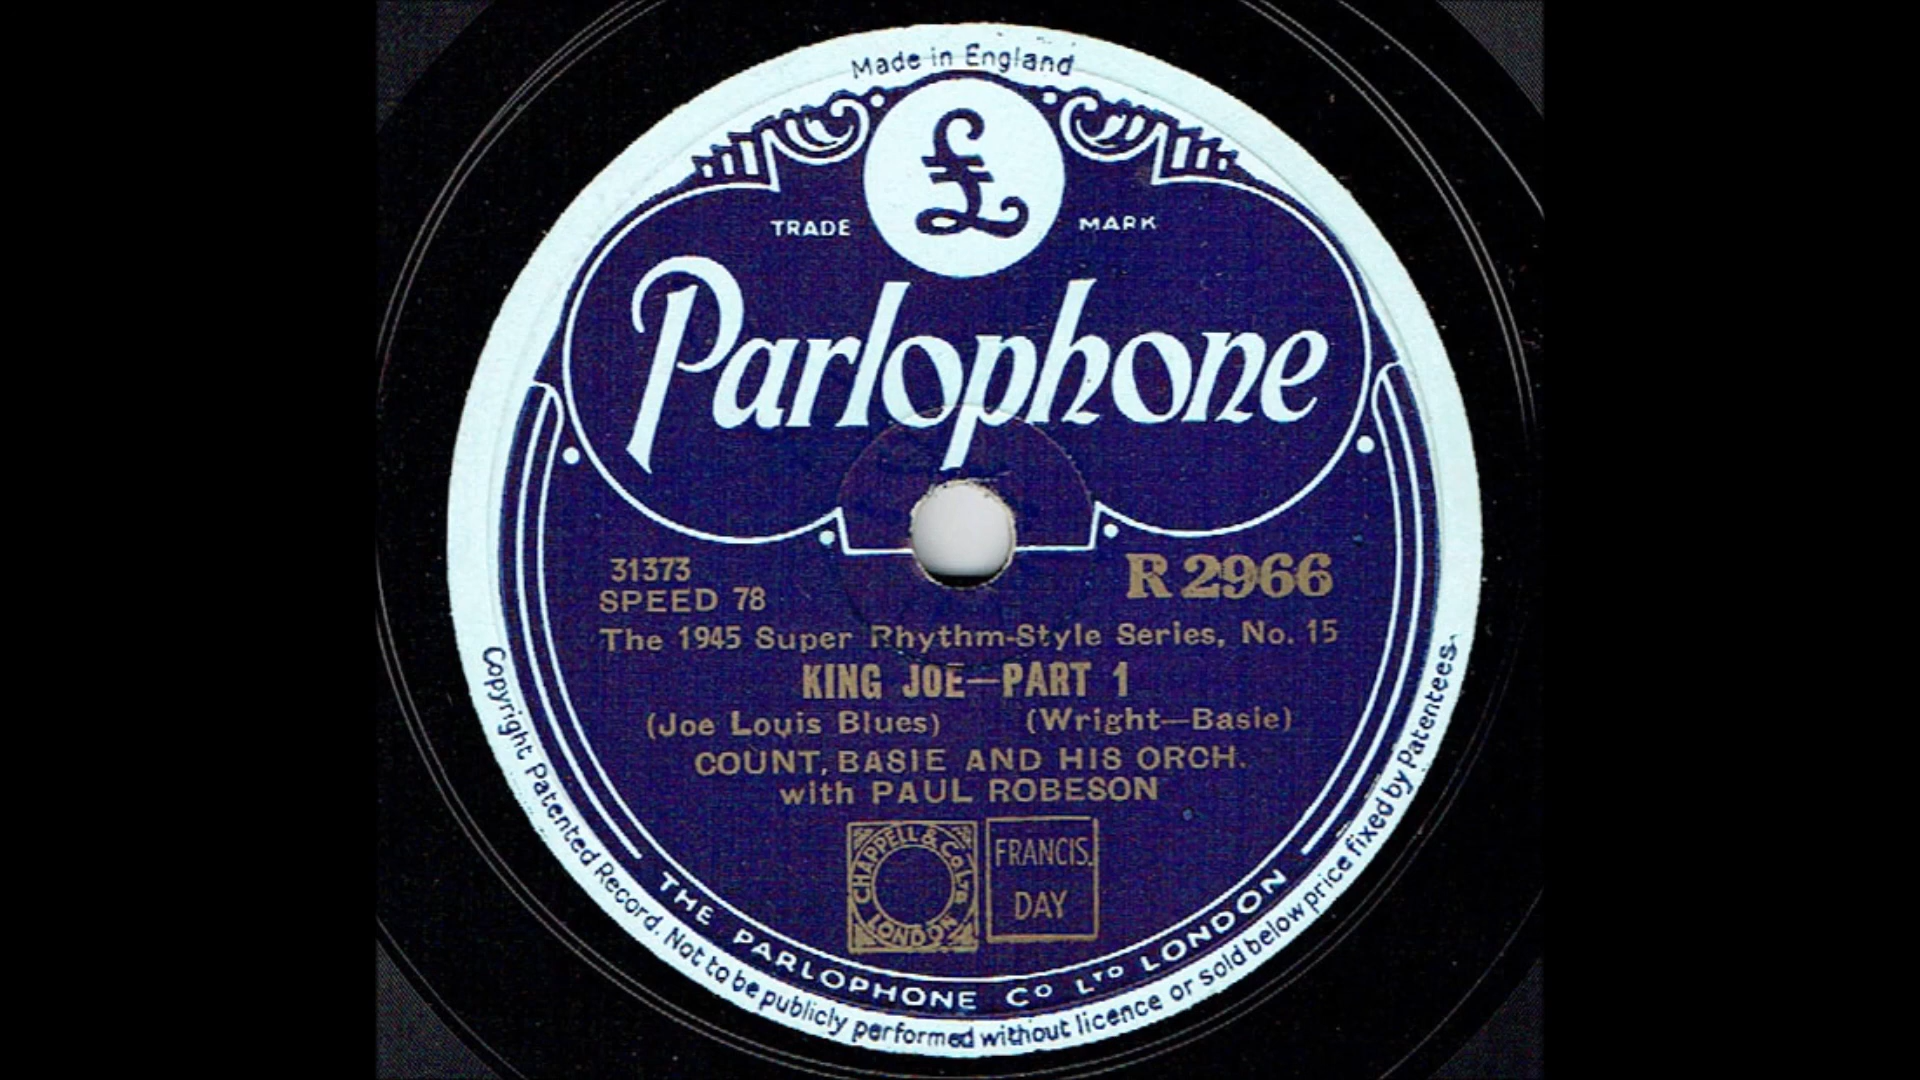 Made in England
£
TRADE MARK
Parlophone
31373
SPEED 78
R 2966
The 1945 Super Rhythm-Style Series, No. 15
KING JOE—PART 1
(Joe Louis Blues) (Wright—Basie)
COUNT, BASIE AND HIS ORCH.
with PAUL ROBESON
CHAPPELL & Co. LTD
LONDON
FRANCIS,
DAY
THE PARLOPHONE Co LTD LONDON
Copyright Patented Record. Not to be publicly performed without licence or sold below price fixed by Patentees.